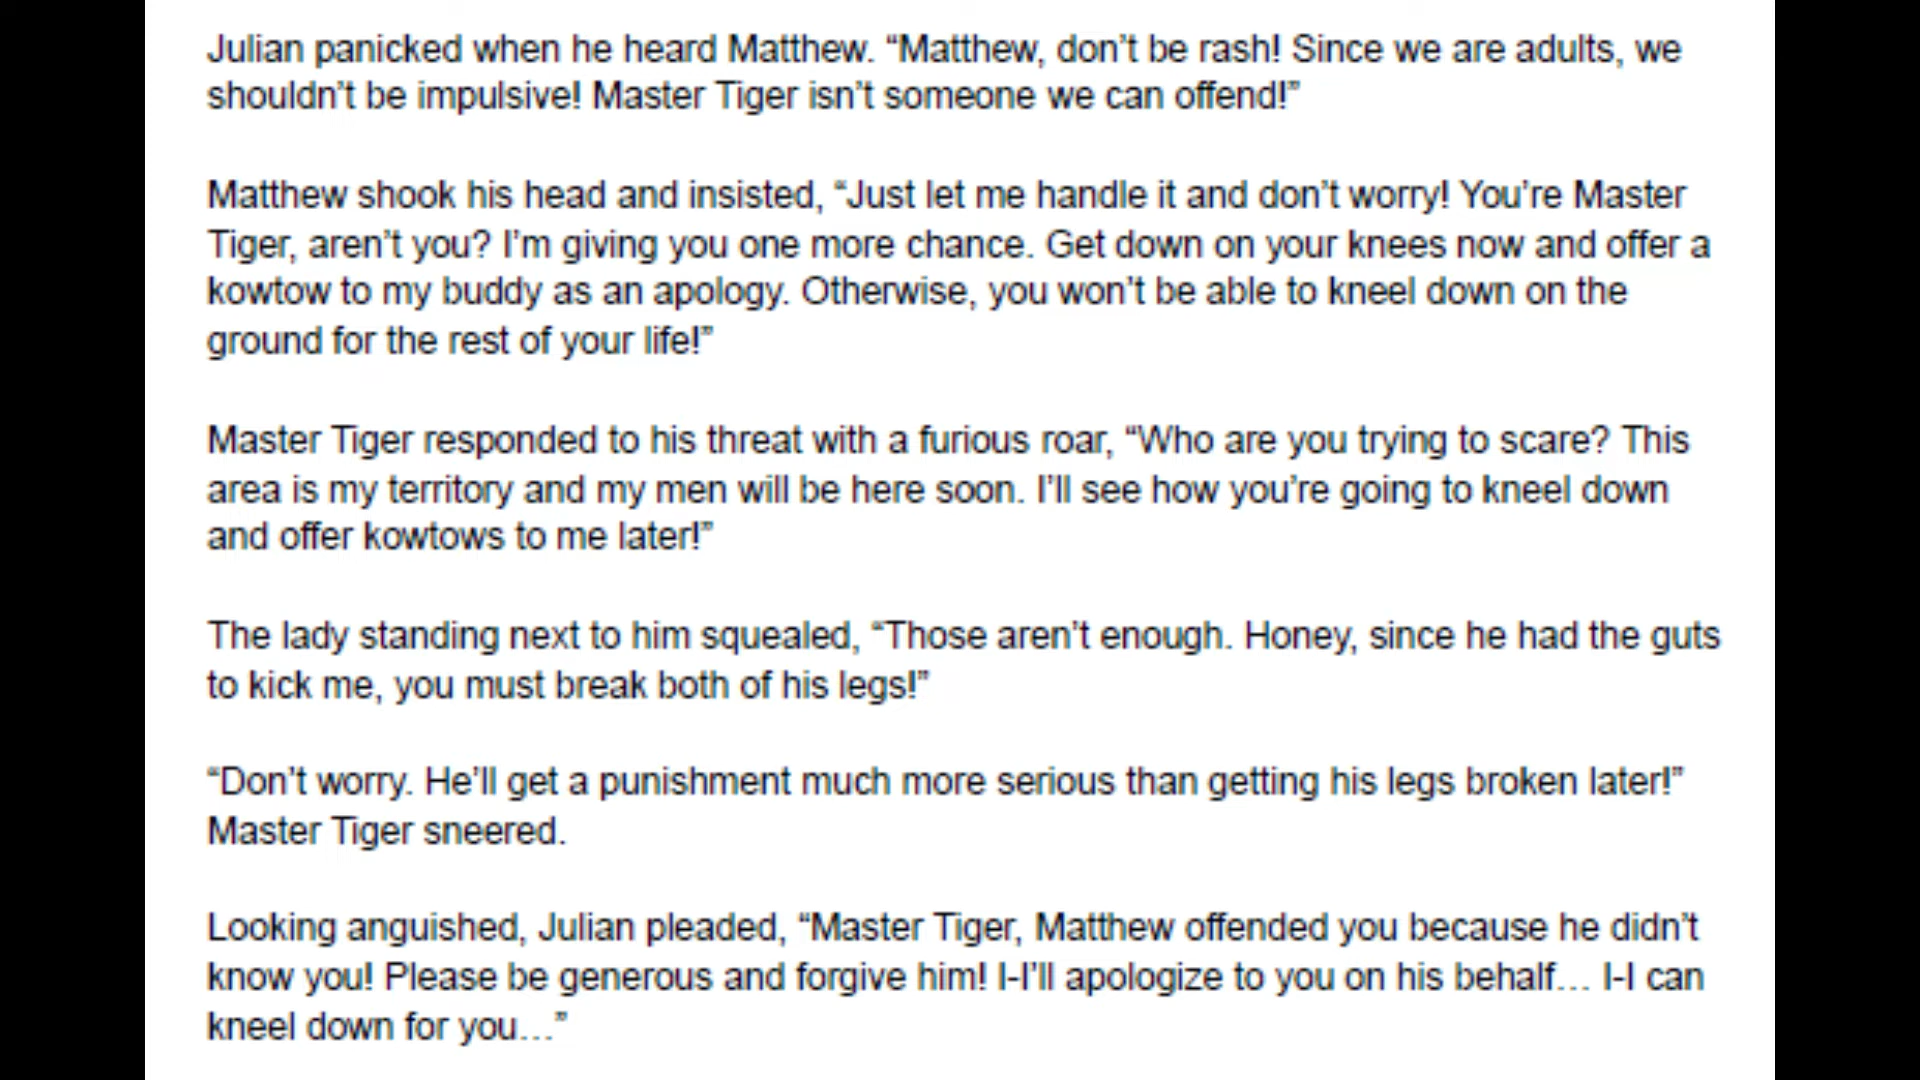 Julian panicked when he heard Matthew. “Matthew, don’t be rash! Since we are adults, we
shouldn’t be impulsive! Master Tiger isn’t someone we can offend!”
Matthew shook his head and insisted, “Just let me handle it and don’t worry! You’re Master
Tiger, aren’t you? I’m giving you one more chance. Get down on your knees now and offer a
kowtow to my buddy as an apology. Otherwise, you won’t be able to kneel down on the
ground for the rest of your life!”
Master Tiger responded to his threat with a furious roar, “Who are you trying to scare? This
area is my territory and my men will be here soon. I’ll see how you’re going to kneel down
and offer kowtows to me later!”
The lady standing next to him squealed, “Those aren’t enough. Honey, since he had the guts
to kick me, you must break both of his legs!”
“Don’t worry. He’ll get a punishment much more serious than getting his legs broken later!”
Master Tiger sneered.
Looking anguished, Julian pleaded, “Master Tiger, Matthew offended you because he didn’t
know you! Please be generous and forgive him! I-I’ll apologize to you on his behalf… I-I can
kneel down for you…”